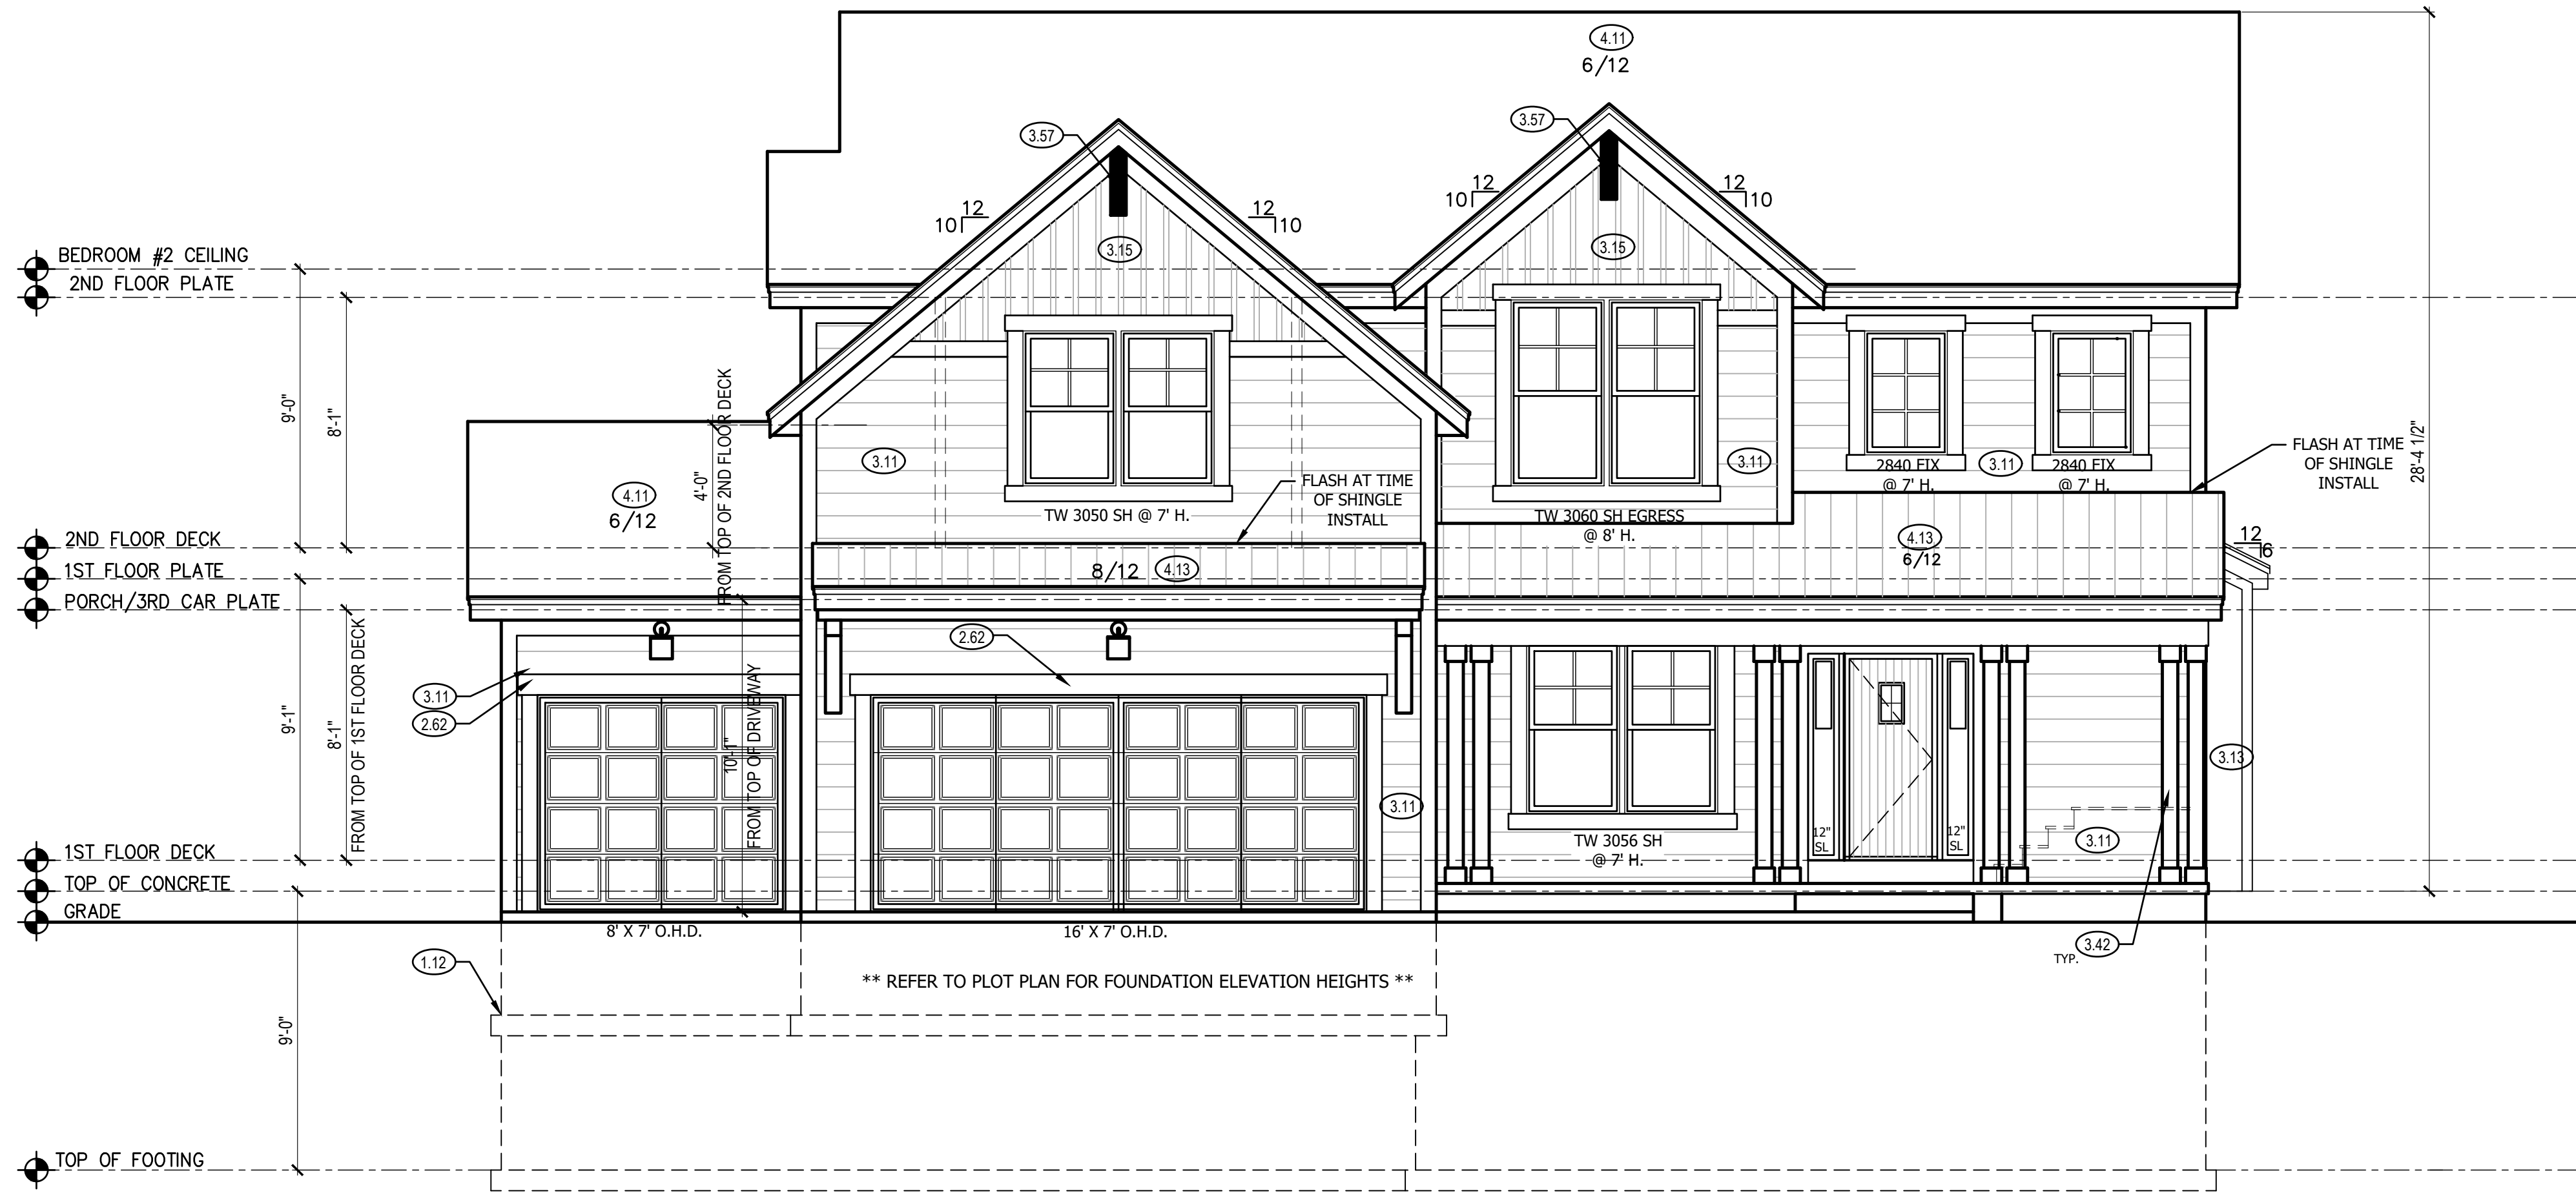 4.11
6/12
3.57
3.57
12
10
12
10
12
10
12
10
3.15
3.15
BEDROOM #2 CEILING
2ND FLOOR PLATE
9'-0"
8'-1"
4'-0"
FROM TOP OF 2ND FLOOR DECK
28'-4 1/2"
3.11
3.11
3.11
2840 FIX
@ 7' H.
2840 FIX
@ 7' H.
FLASH AT TIME
OF SHINGLE
INSTALL
FLASH AT TIME
OF SHINGLE
INSTALL
4.11
6/12
TW 3050 SH @ 7' H.
TW 3060 SH EGRESS
@ 8' H.
2ND FLOOR DECK
1ST FLOOR PLATE
PORCH/3RD CAR PLATE
8/12
4.13
4.13
6/12
12
6
2.62
3.11
2.62
9'-1"
8'-1"
FROM TOP OF 1ST FLOOR DECK
10'-1"
FROM TOP OF DRIVEWAY
3.11
3.13
TW 3056 SH
@ 7' H.
12"
SL
12"
SL
3.11
1ST FLOOR DECK
TOP OF CONCRETE
GRADE
8' X 7' O.H.D.
16' X 7' O.H.D.
3.42
TYP.
1.12
** REFER TO PLOT PLAN FOR FOUNDATION ELEVATION HEIGHTS **
9'-0"
TOP OF FOOTING